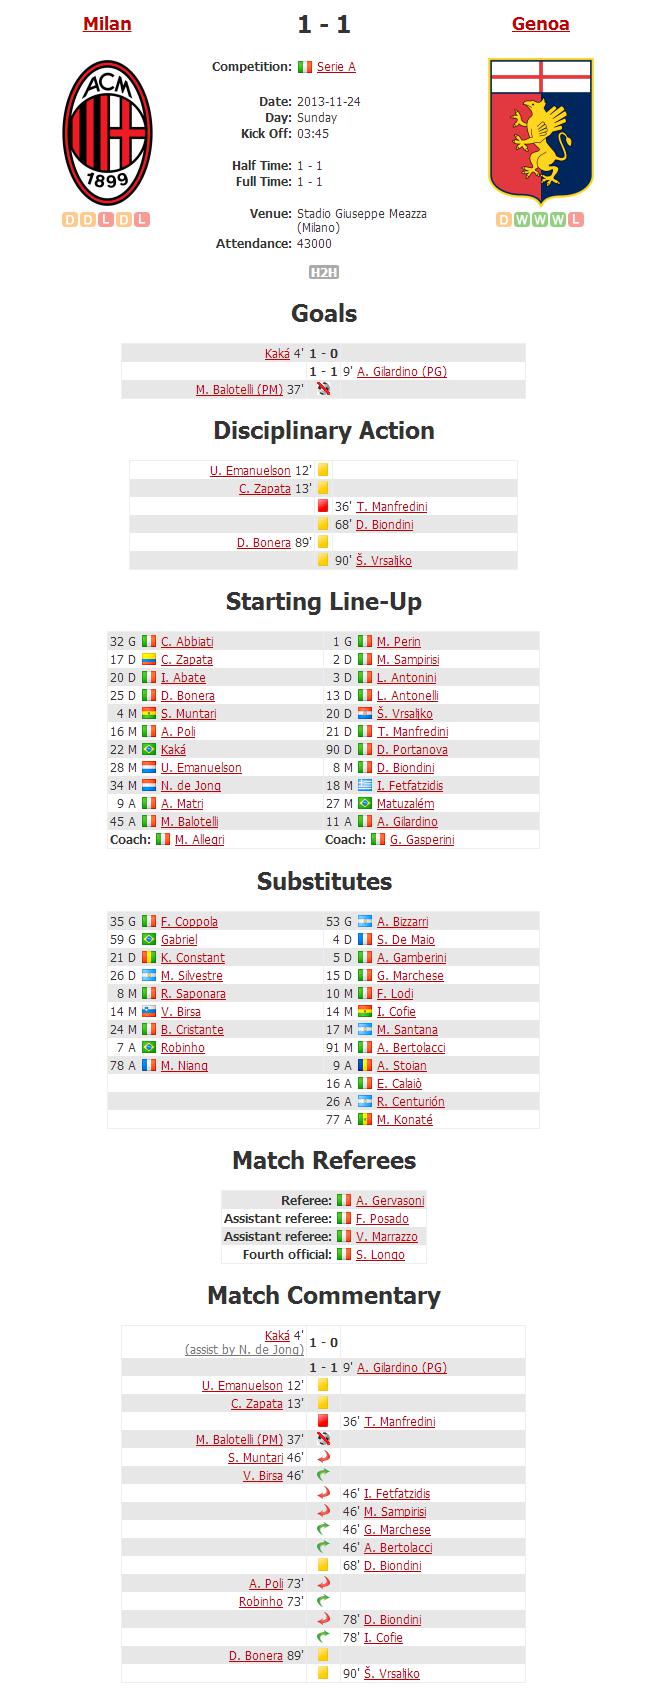 Milan
1 - 1
Genoa
Competition: Serie A
Date: 2013-11-24
Day: Sunday
Kick Off: 03:45
Half Time: 1 - 1
Full Time: 1 - 1
Venue: Stadio Giuseppe Meazza
(Milano)
Attendance: 43000
ACM
1899
D D L D L
D W W W L
H2H
Goals
Kaká 4' 1 - 0
1 - 1 9' A. Gilardino (PG)
M. Balotelli (PM) 37'
Disciplinary Action
U. Emanuelson 12'
C. Zapata 13'
36' T. Manfredini
68' D. Biondini
D. Bonera 89'
90' Š. Vrsaljko
Starting Line-Up
32 G C. Abbiati 1 G M. Perin
17 D C. Zapata 2 D M. Sampirisi
20 D I. Abate 3 D L. Antonini
25 D D. Bonera 13 D L. Antonelli
4 M S. Muntari 20 D Š. Vrsaljko
16 M A. Poli 21 D T. Manfredini
22 M Kaká 90 D D. Portanova
28 M U. Emanuelson 8 M D. Biondini
34 M N. de Jong 18 M I. Fetfatzidis
9 A A. Matri 27 M Matuzalém
45 A M. Balotelli 11 A A. Gilardino
Coach: M. Allegri Coach: G. Gasperini
Substitutes
35 G F. Coppola 53 G A. Bizzarri
59 G Gabriel 4 D S. De Maio
21 D K. Constant 5 D A. Gamberini
26 D M. Silvestre 15 D G. Marchese
8 M R. Saponara 10 M F. Lodi
14 M V. Birsa 14 M I. Cofie
24 M B. Cristante 17 M M. Santana
7 A Robinho 91 M A. Bertolacci
78 A M. Niang 9 A A. Stoian
16 A E. Calaiò
26 A R. Centurión
77 A M. Konaté
Match Referees
Referee: A. Gervasoni
Assistant referee: F. Posado
Assistant referee: V. Marrazzo
Fourth official: S. Longo
Match Commentary
Kaká 4'
(assist by N. de Jong) 1 - 0
1 - 1 9' A. Gilardino (PG)
U. Emanuelson 12'
C. Zapata 13'
36' T. Manfredini
M. Balotelli (PM) 37'
S. Muntari 46'
V. Birsa 46'
46' I. Fetfatzidis
46' M. Sampirisi
46' G. Marchese
46' A. Bertolacci
68' D. Biondini
A. Poli 73'
Robinho 73'
78' D. Biondini
78' I. Cofie
D. Bonera 89'
90' Š. Vrsaljko